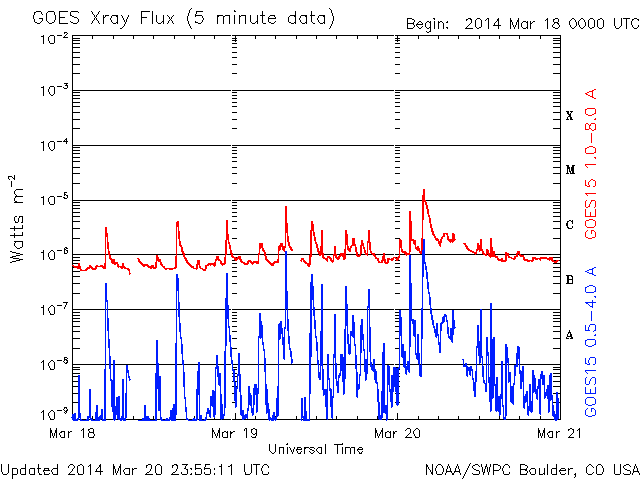 GOES Xray Flux (5 minute data)
Begin: 2014 Mar 18 0000 UTC
10-2
10-3
10-4
10-5
10-6
10-7
10-8
10-9
Watts m-2
X
M
C
B
A
GOES15 1.0-8.0 A
GOES15 0.5-4.0 A
Mar 18
Mar 19
Mar 20
Mar 21
Universal Time
Updated 2014 Mar 20 23:55:11 UTC
NOAA/SWPC Boulder, CO USA